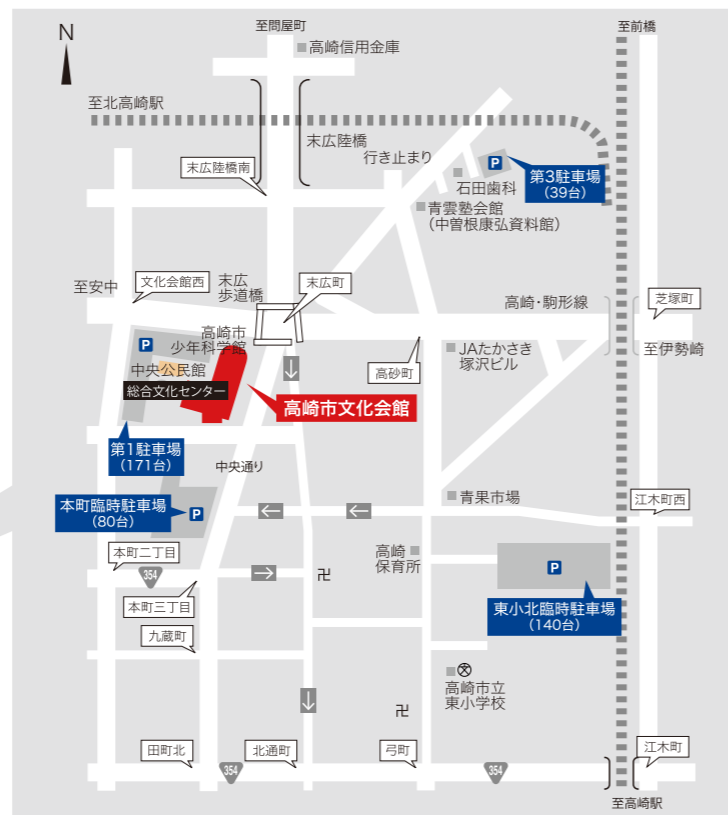 至問屋町
至前橋
N
高崎信用金庫
至北高崎駅
末広陸橋
行き止まり
末広陸橋南
P
第3駐車場
(39台)
石田歯科
青雲塾会館
(中曽根康弘資料館)
至安中
文化会館西
末広
歩道橋
末広町
高崎・駒形線
芝塚町
P
高崎市
少年科学館
中央公民館
総合文化センター
高砂町
JAたかさき
塚沢ビル
至伊勢崎
高崎市文化会館
第1駐車場
(171台)
中央通り
本町臨時駐車場
(80台)
P
青果市場
江木町西
本町二丁目
354
高崎
保育所
P
本町三丁目
東小北臨時駐車場
(140台)
九蔵町
文
高崎市立
東小学校
田町北
北通町
弓町
江木町
354
354
至高崎駅